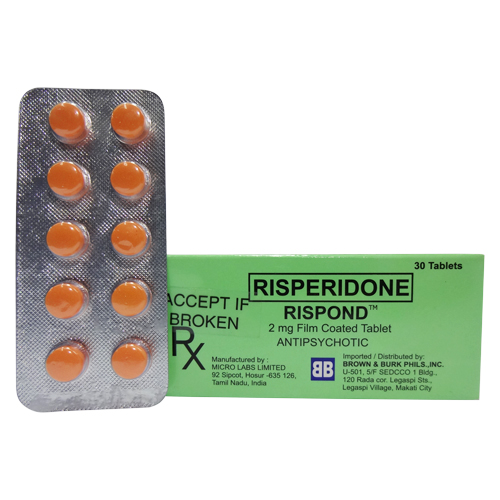 30 Tablets
RISPERIDONE
RISPOND™
2 mg Film Coated Tablet
ANTIPSYCHOTIC
ACCEPT IF
BROKEN
Rx
Manufactured by :
MICRO LABS LIMITED
92 Sipcot, Hosur -635 126,
Tamil Nadu, India
BB
Imported / Distributed by:
BROWN & BURK PHILS.,INC.
U-501, 5/F SEDCCO 1 Bldg.,
120 Rada cor. Legaspi Sts.,
Legaspi Village, Makati City